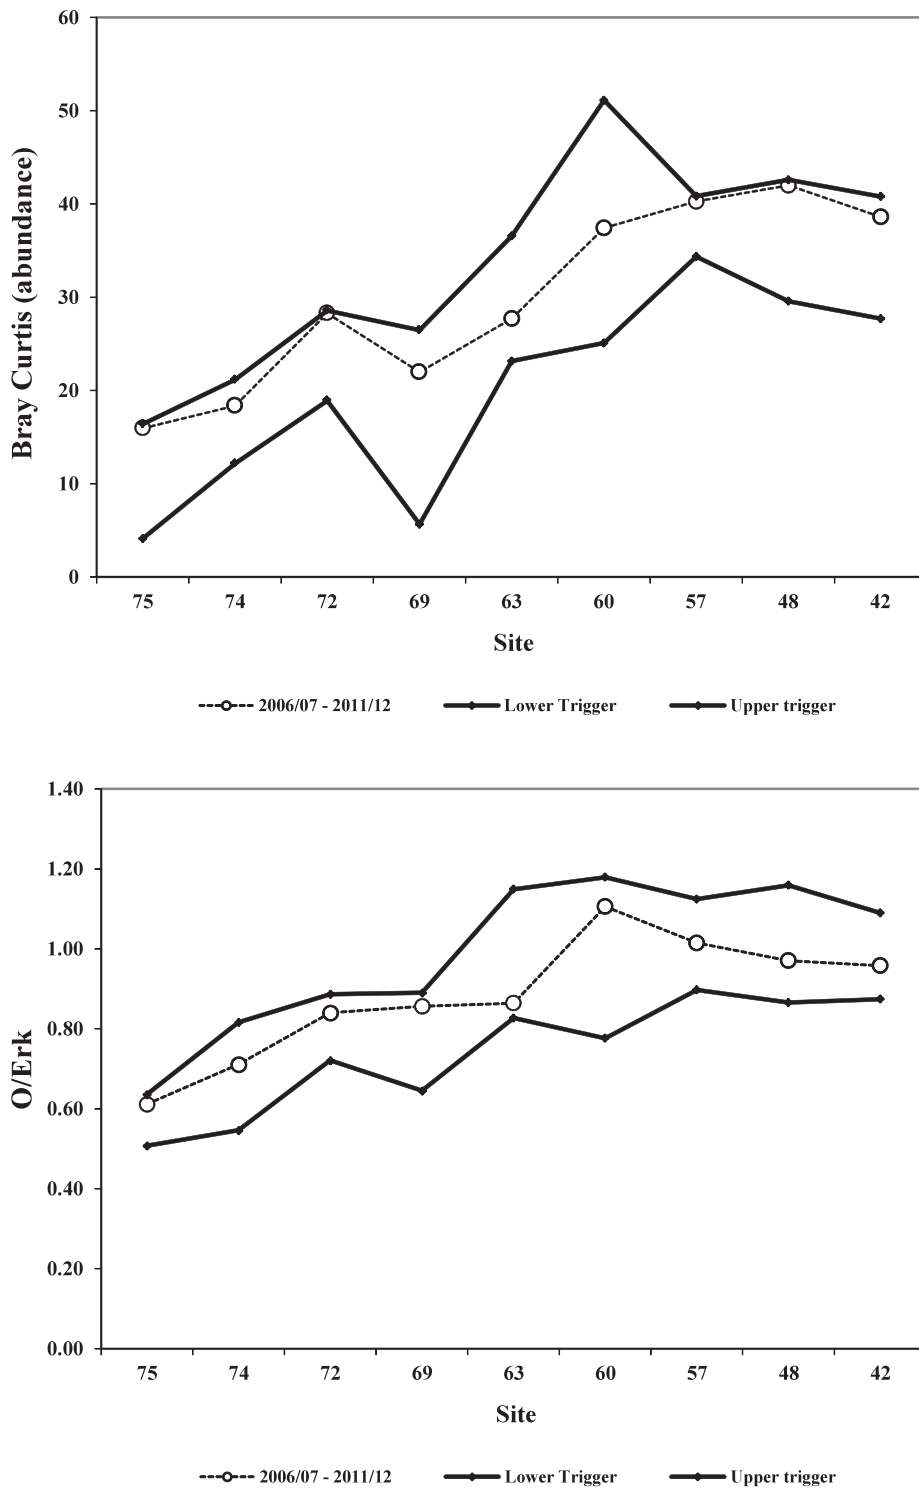 60
50
40
30
20
10
0
Bray Curtis (abundance)
75 74 72 69 63 60 57 48 42
Site
2006/07 - 2011/12 Lower Trigger Upper trigger
1.40
1.20
1.00
0.80
0.60
0.40
0.20
0.00
O/Erk
75 74 72 69 63 60 57 48 42
Site
2006/07 - 2011/12 Lower Trigger Upper trigger